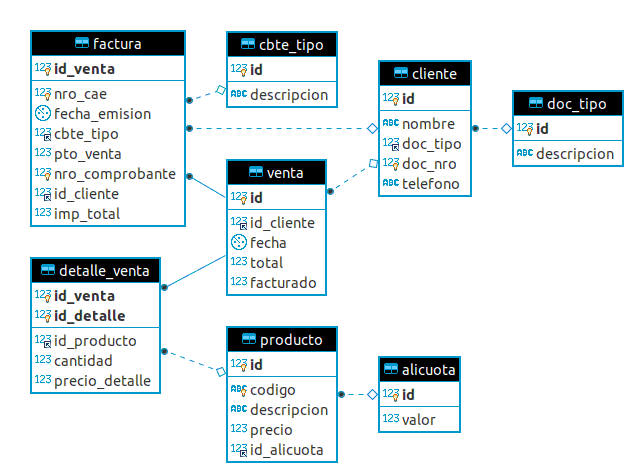 factura
id_venta
123 nro_cae
fecha_emision
123 cbte_tipo
123 pto_venta
123 nro_comprobante
123 id_cliente
123 imp_total
cbte_tipo
123 id
ABC descripcion
cliente
123 id
ABC nombre
123 doc_tipo
123 doc_nro
ABC telefono
doc_tipo
123 id
ABC descripcion
venta
123 id
123 id_cliente
fecha
123 total
123 facturado
detalle_venta
123 id_venta
123 id_detalle
123 id_producto
123 cantidad
123 precio_detalle
producto
123 id
ABC codigo
ABC descripcion
123 precio
123 id_alicuota
alicuota
123 id
123 valor